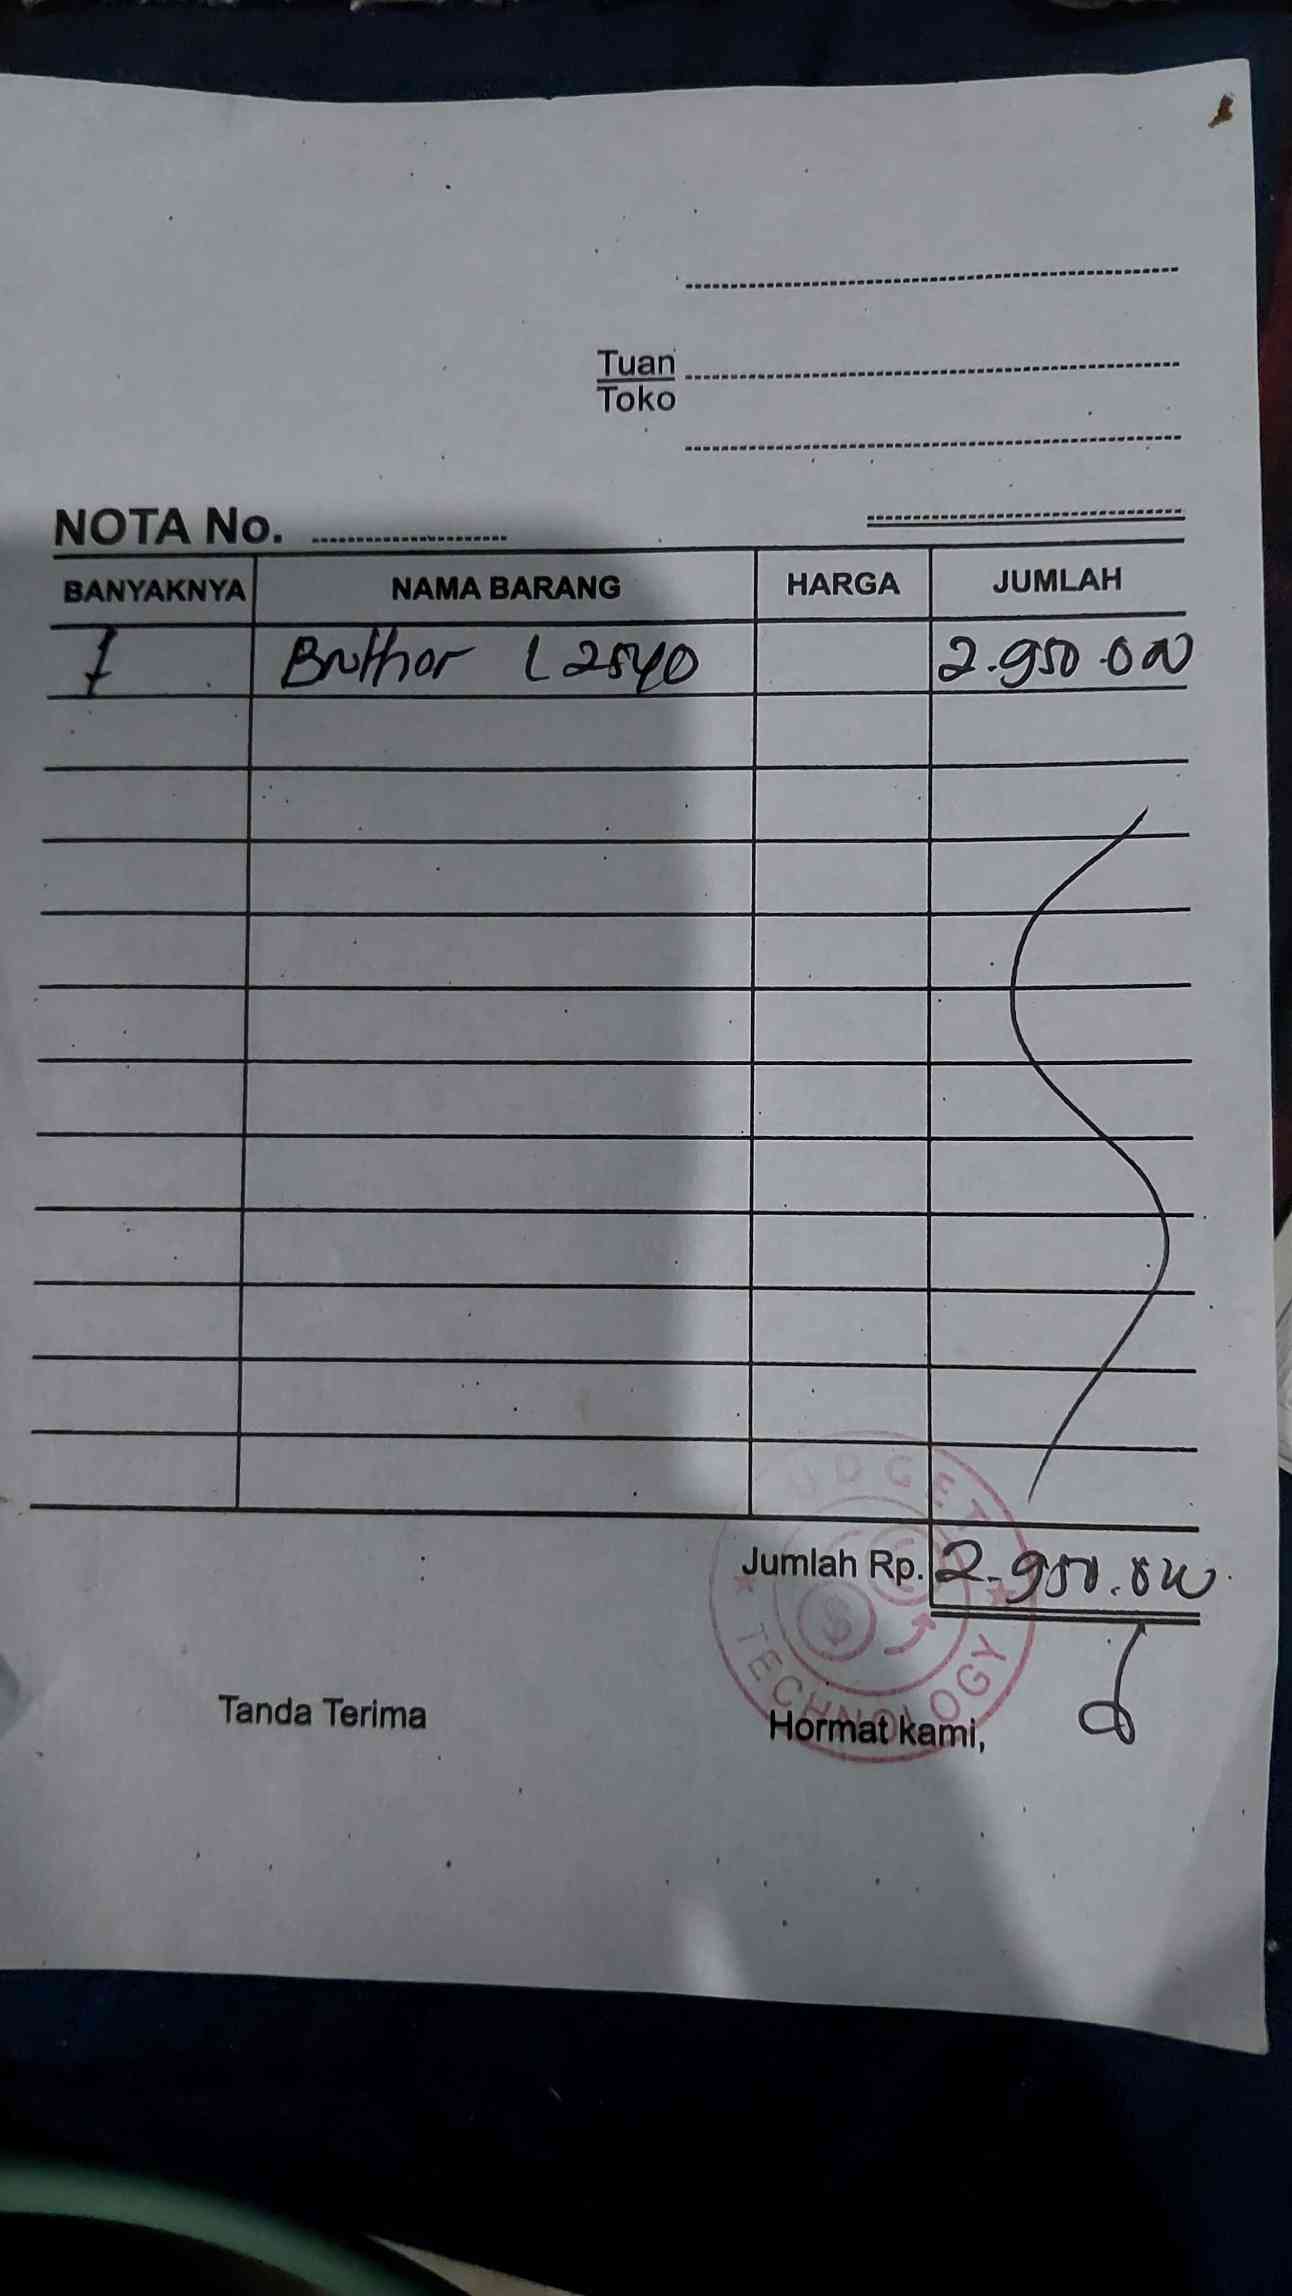 Tuan
Toko
NOTA No.
BANYAKNYA NAMA BARANG HARGA JUMLAH
1 Brother L2540 2.950.000
Jumlah Rp. 2.950.000
UDGET
TECHNOLOGY
Tanda Terima Hormat kami,